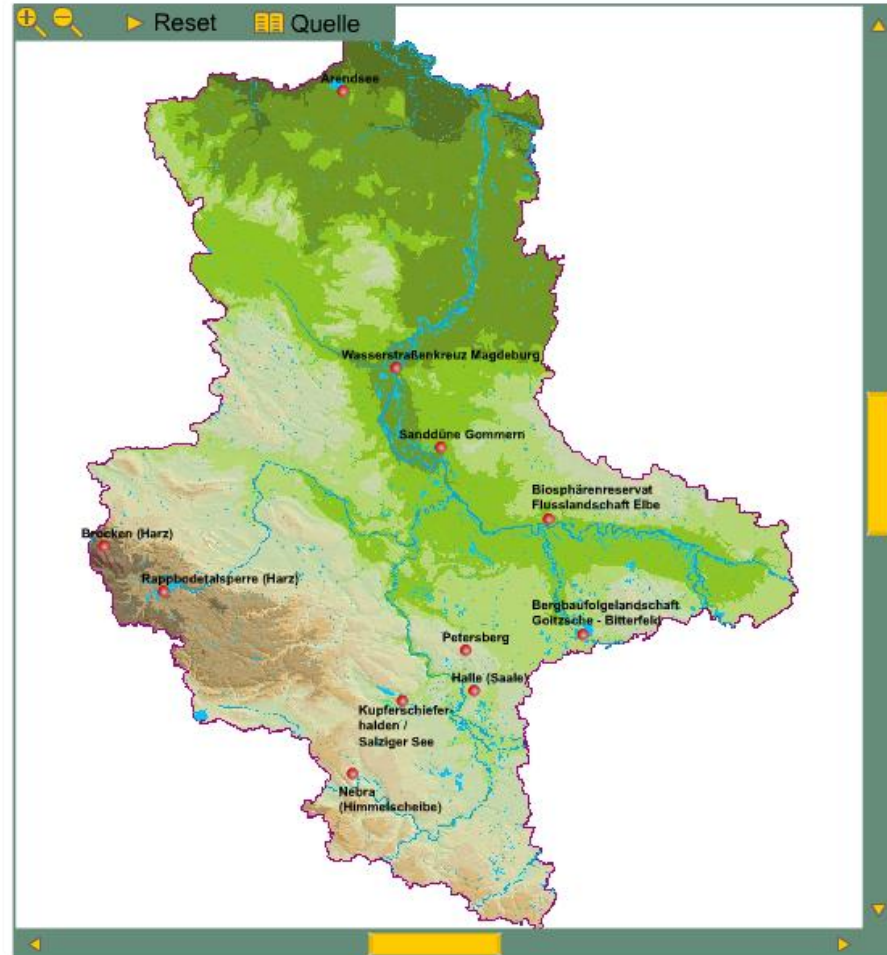 Reset
Quelle
Arendsee
Wasserstraßenkreuz Magdeburg
Sanddüne Gommern
Biosphärenreservat
Flusslandschaft Elbe
Brocken (Harz)
Rappbodetalsperre (Harz)
Bergbaufolgelandschaft
Goitzsche - Bitterfeld
Petersberg
Halle (Saale)
Kupferschiefer-
halden /
Salziger See
Nebra
(Himmelscheibe)